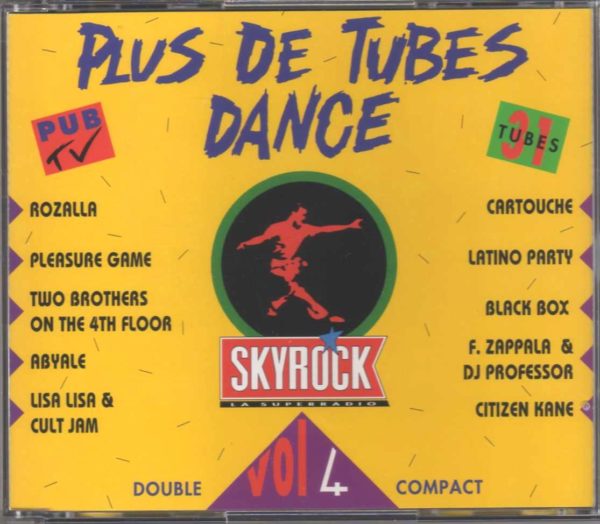 PLUS DE TUBES
DANCE
PUB
TV
31
TUBES
ROZALLA
PLEASURE GAME
TWO BROTHERS
ON THE 4TH FLOOR
ABYALE
LISA LISA &
CULT JAM
CARTOUCHE
LATINO PARTY
BLACK BOX
F. ZAPPALA &
DJ PROFESSOR
CITIZEN KANE
SKYROCK
LA SUPERRADIO
DOUBLE vol 4 COMPACT